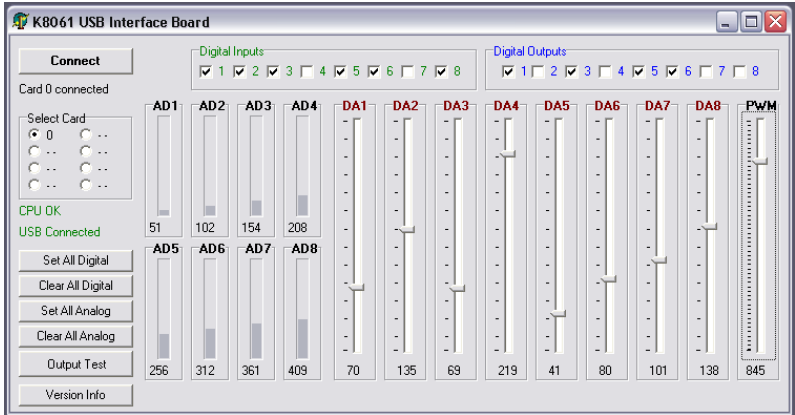 K8061 USB Interface Board
Connect
Card 0 connected
Select Card
0 --
-- --
-- --
-- --
CPU OK
USB Connected
Set All Digital
Clear All Digital
Set All Analog
Clear All Analog
Output Test
Version Info
Digital Inputs
1 2 3 4 5 6 7 8
Digital Outputs
1 2 3 4 5 6 7 8
AD1 AD2 AD3 AD4
51 102 154 208
AD5 AD6 AD7 AD8
256 312 361 409
DA1 DA2 DA3 DA4 DA5 DA6 DA7 DA8 PWM
70 135 69 219 41 80 101 138 845